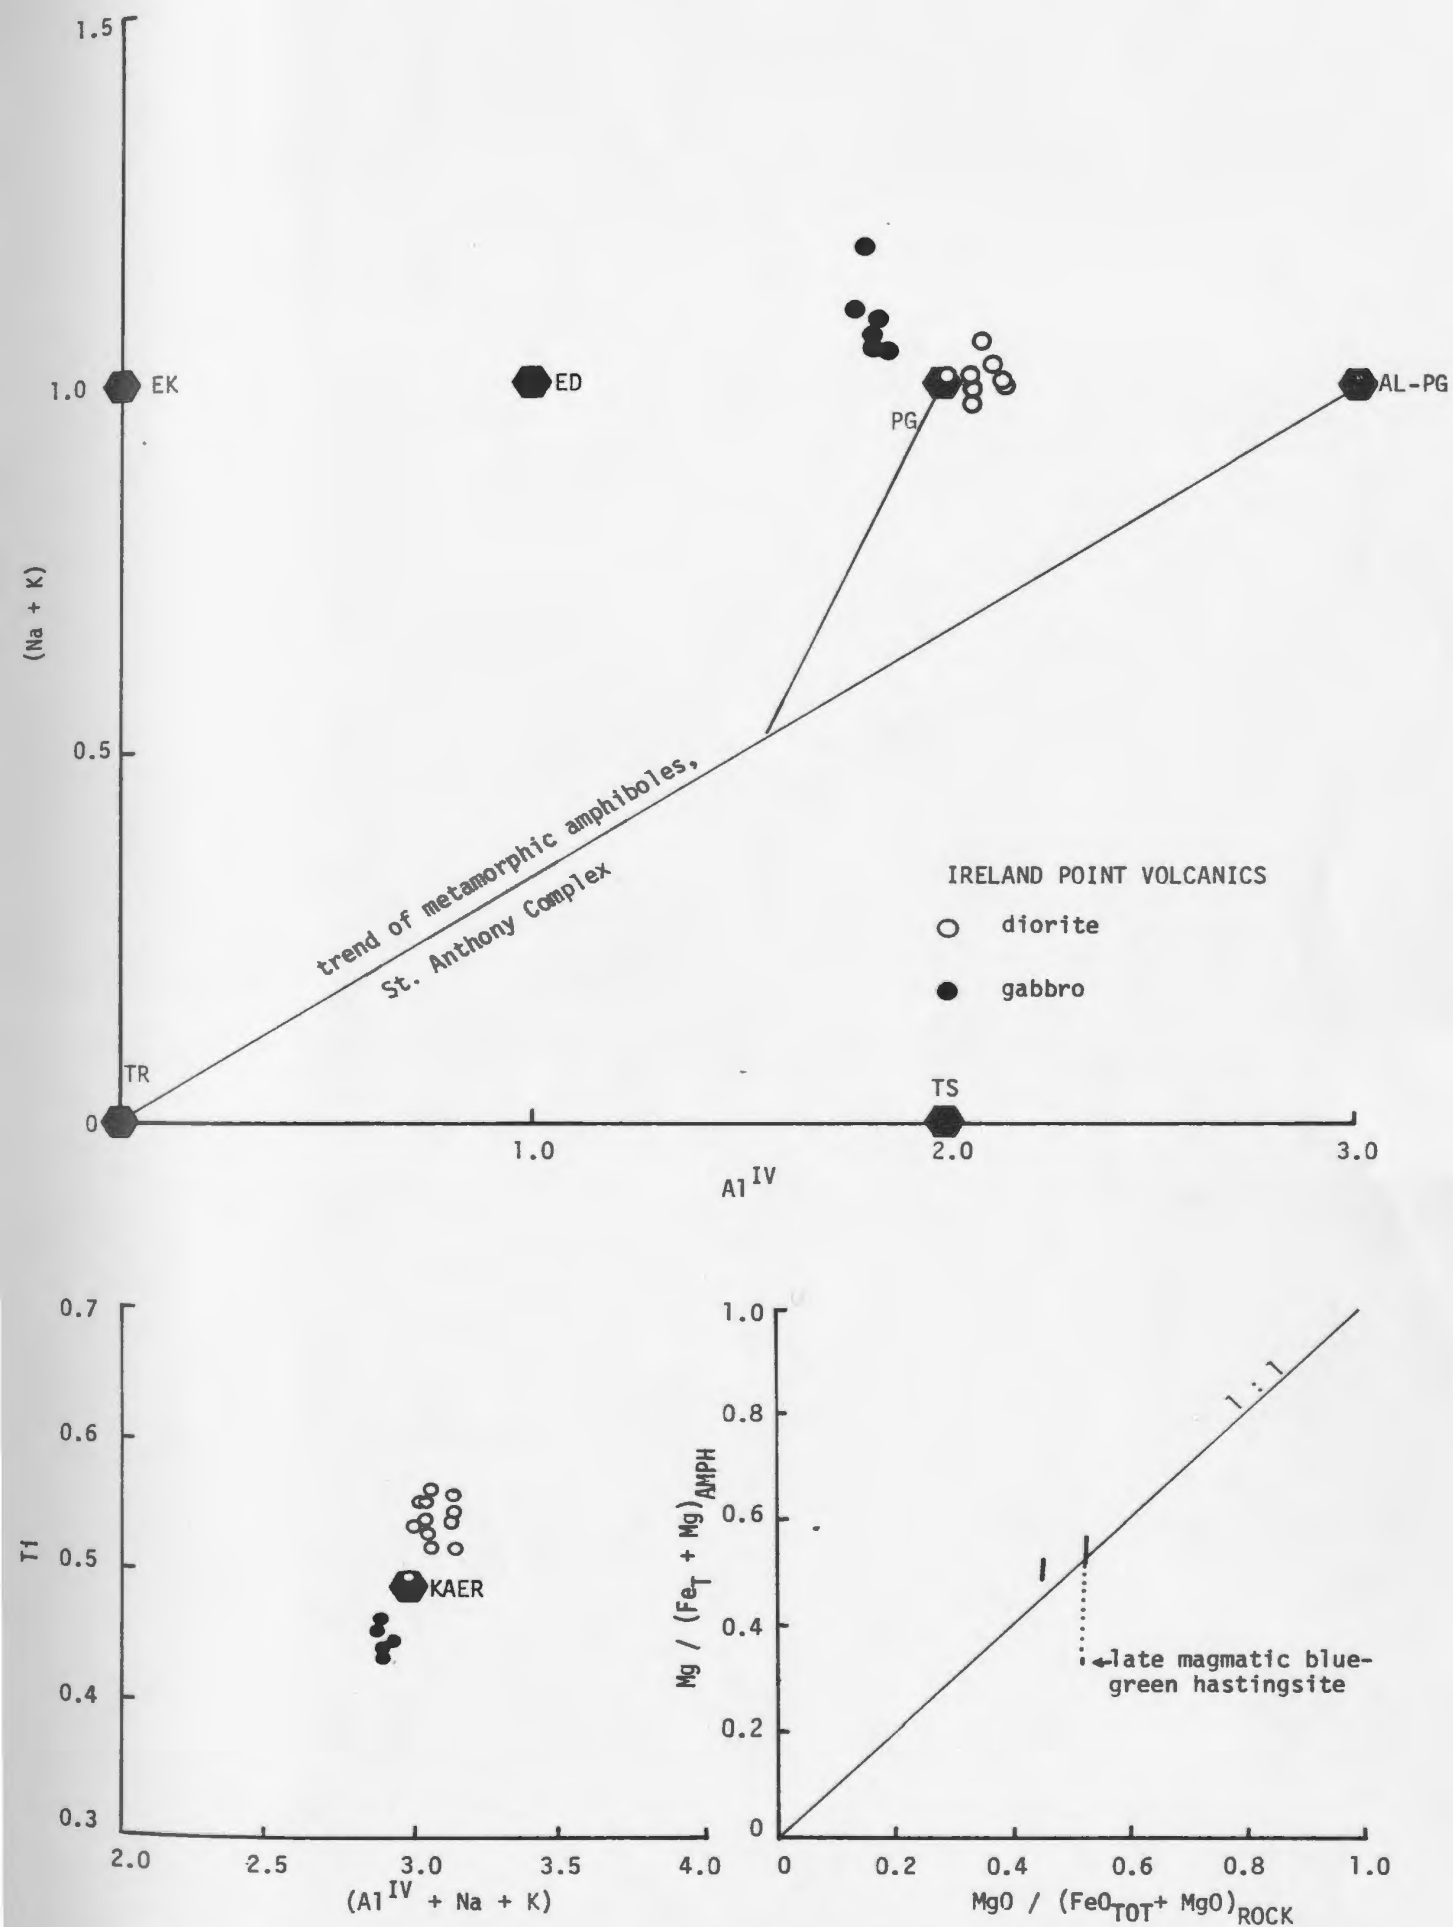 1.5
1.0
0.5
0
(Na + K)
EK
ED
PG
AL-PG
trend of metamorphic amphiboles,
St. Anthony Complex
IRELAND POINT VOLCANICS
diorite
gabbro
TR
TS
1.0
2.0
3.0
Al^IV
0.7
0.6
0.5
0.4
0.3
Ti
KAER
2.0
2.5
3.0
3.5
4.0
(Al^IV + Na + K)
1.0
0.8
0.6
0.4
0.2
0
Mg / (Fe_T + Mg)_AMPH
1 : 1
late magmatic blue-
green hastingsite
0
0.2
0.4
0.6
0.8
1.0
MgO / (FeO_TOT + MgO)_ROCK